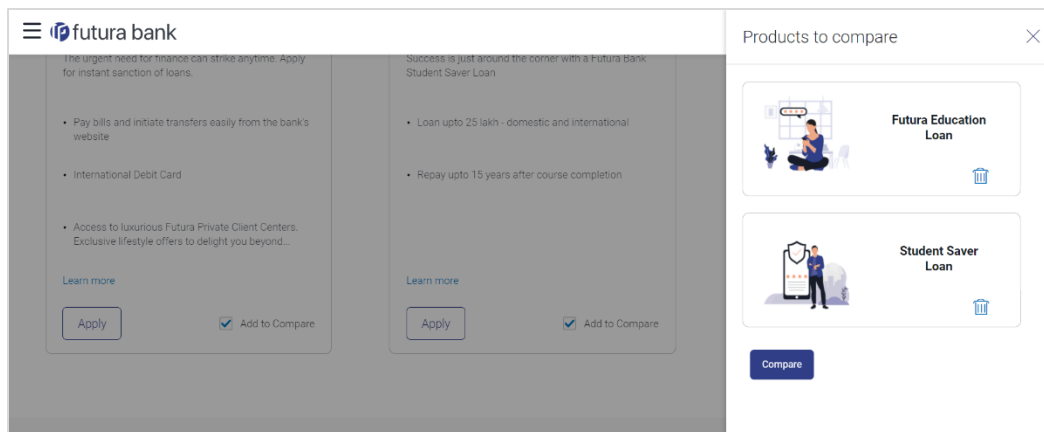 futura bank
The urgent need for finance can strike anytime. Apply
for instant sanction of loans.
• Pay bills and initiate transfers easily from the bank's
website
• International Debit Card
• Access to luxurious Futura Private Client Centers.
Exclusive lifestyle offers to delight you beyond...
Learn more
Apply
Add to Compare
Success is just around the corner with a Futura Bank
Student Saver Loan
• Loan upto 25 lakh - domestic and international
• Repay upto 15 years after course completion
Learn more
Apply
Add to Compare
Products to compare
Futura Education
Loan
Student Saver
Loan
Compare